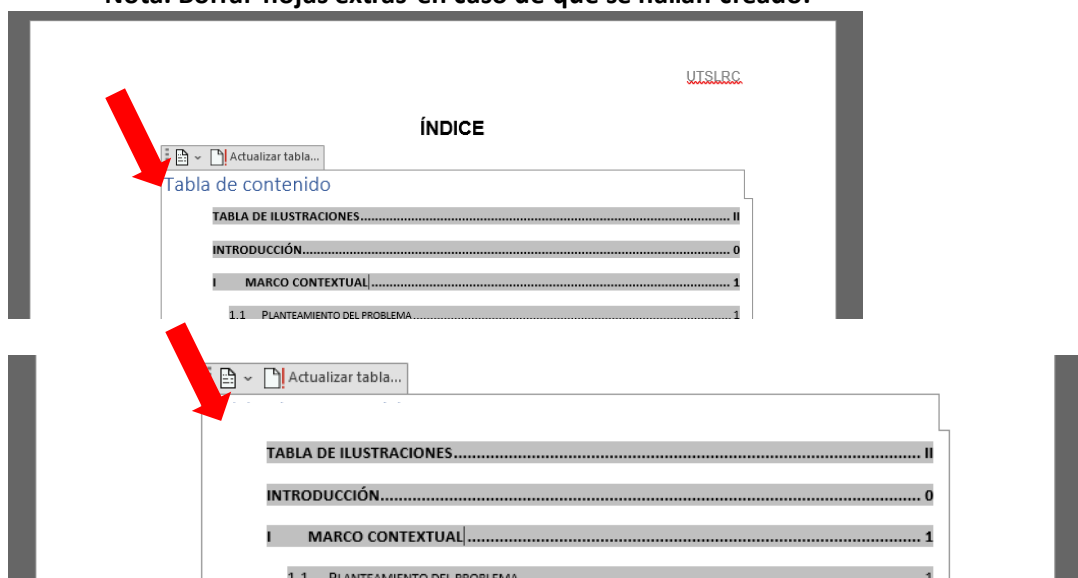 Nota: Borrar hojas extras en caso de que se hallan creado.
UTSLRC
ÍNDICE
Actualizar tabla...
Tabla de contenido
TABLA DE ILUSTRACIONES........................................ II
INTRODUCCIÓN........................................ 0
I MARCO CONTEXTUAL........................................ 1
1.1 PLANTEAMIENTO DEL PROBLEMA........................................ 1
Actualizar tabla...
TABLA DE ILUSTRACIONES........................................ II
INTRODUCCIÓN........................................ 0
I MARCO CONTEXTUAL........................................ 1
1.1 PLANTEAMIENTO DEL PROBLEMA........................................ 1